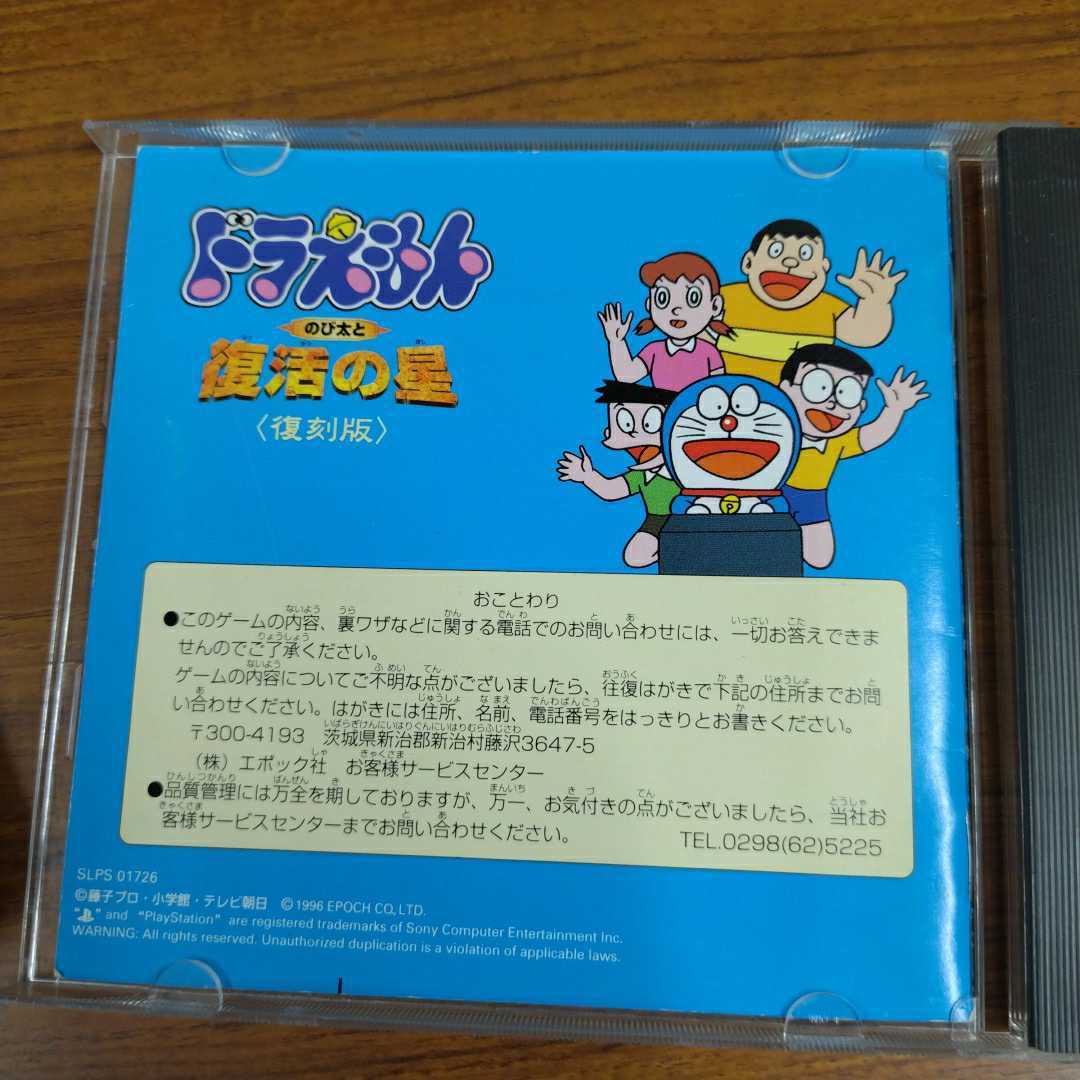 ドラえもん
のび太と
復活の星
〈復刻版〉
おことわり
●このゲームの内容、裏ワザなどに関する電話でのお問い合わせには、一切お答えできま
せんのでご了承ください。
ゲームの内容についてご不明な点がございましたら、往復はがきで下記の住所までお問
い合わせください。はがきには住所、名前、電話番号をはっきりとお書きください。
〒300-4193 茨城県新治郡新治村藤沢3647-5
(株)エポック社 お客様サービスセンター
●品質管理には万全を期しておりますが、万一、お気付きの点がございましたら、当社お
客様サービスセンターまでお問い合わせください。 TEL.0298(62)5225
SLPS 01726
©藤子プロ・小学館・テレビ朝日 ©1996 EPOCH CO,LTD.
"PS" and "PlayStation" are registered trademarks of Sony Computer Entertainment Inc.
WARNING: All rights reserved. Unauthorized duplication is a violation of applicable laws.